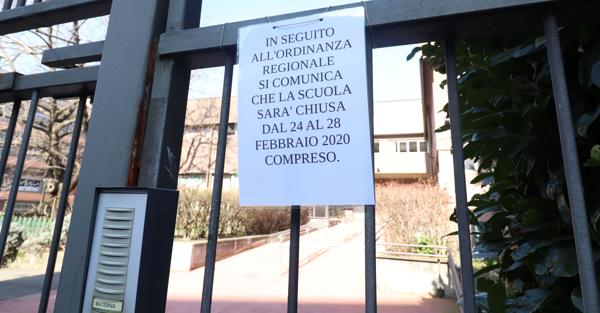 IN SEGUITO
ALL'ORDINANZA
REGIONALE
SI COMUNICA
CHE LA SCUOLA
SARA' CHIUSA
DAL 24 AL 28
FEBBRAIO 2020
COMPRESO.
MATERNA